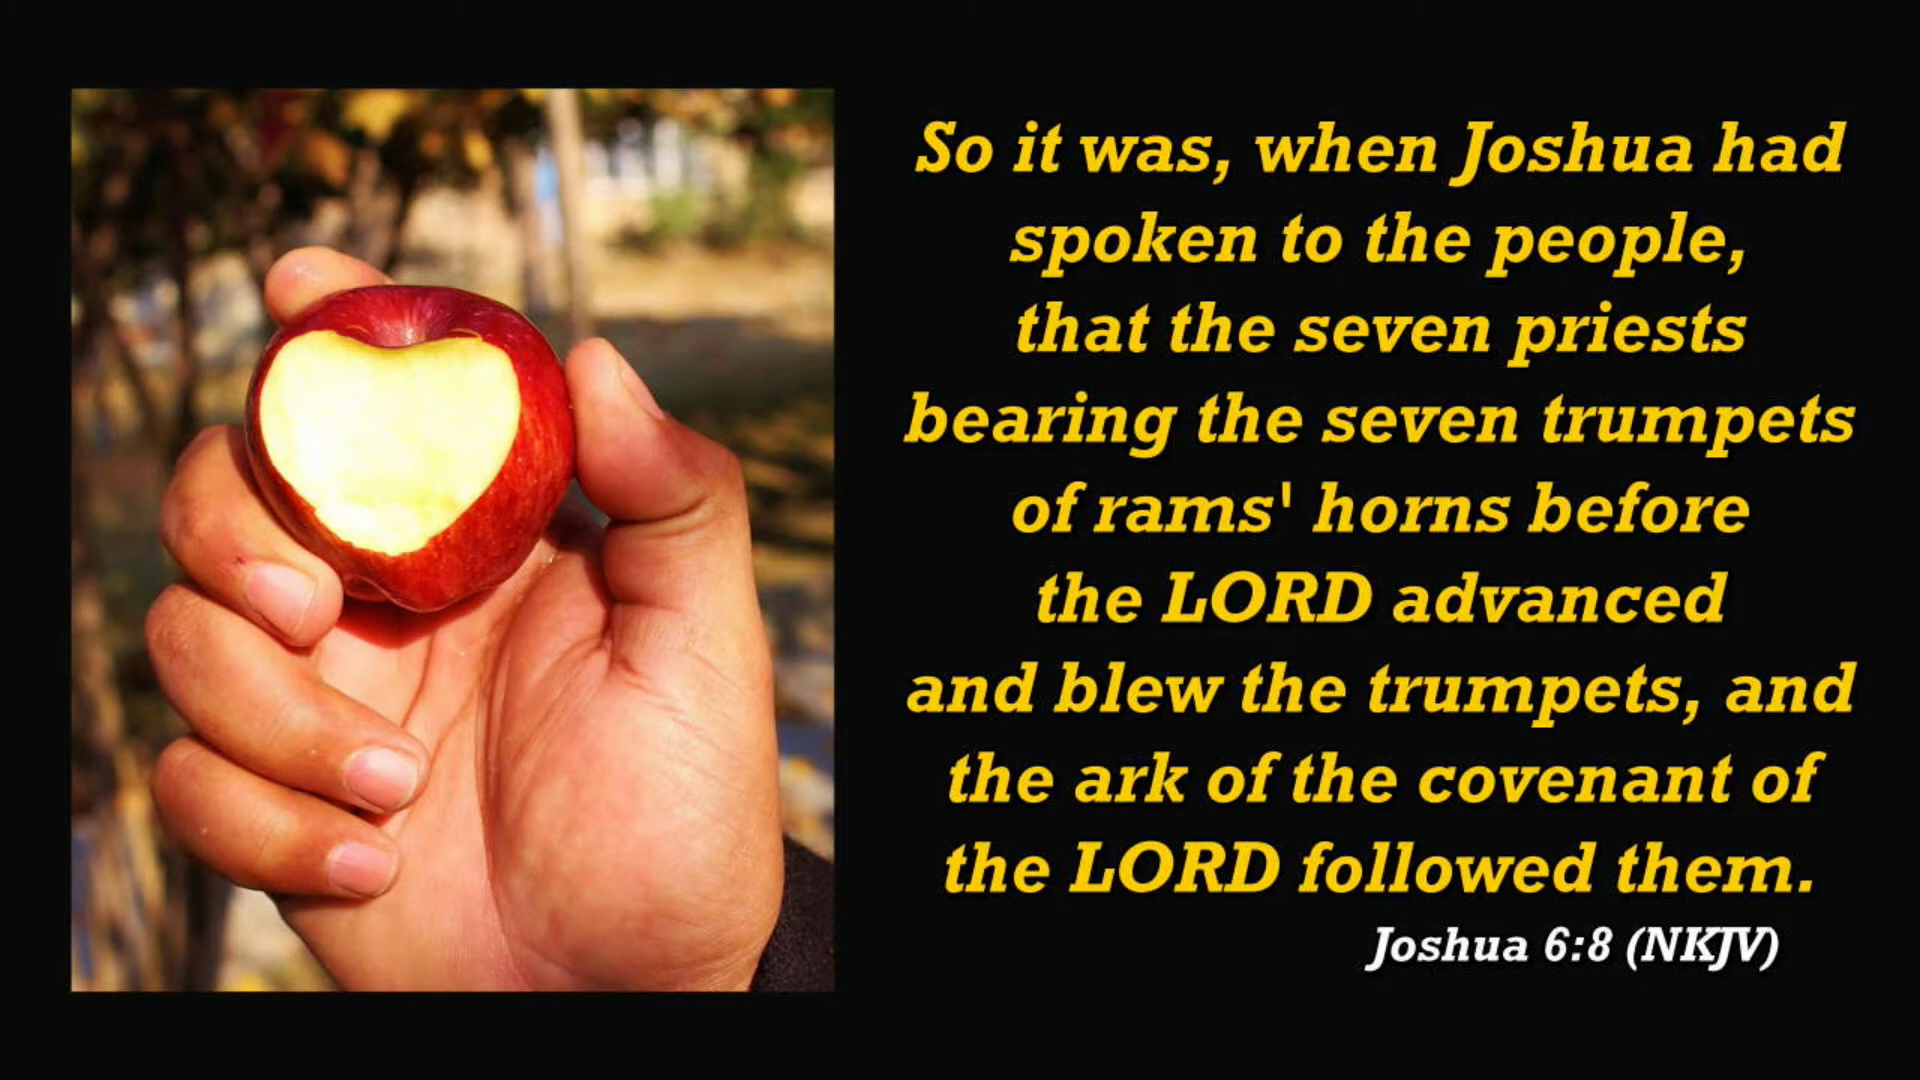 So it was, when Joshua had
spoken to the people,
that the seven priests
bearing the seven trumpets
of rams' horns before
the LORD advanced
and blew the trumpets, and
the ark of the covenant of
the LORD followed them.
Joshua 6:8 (NKJV)